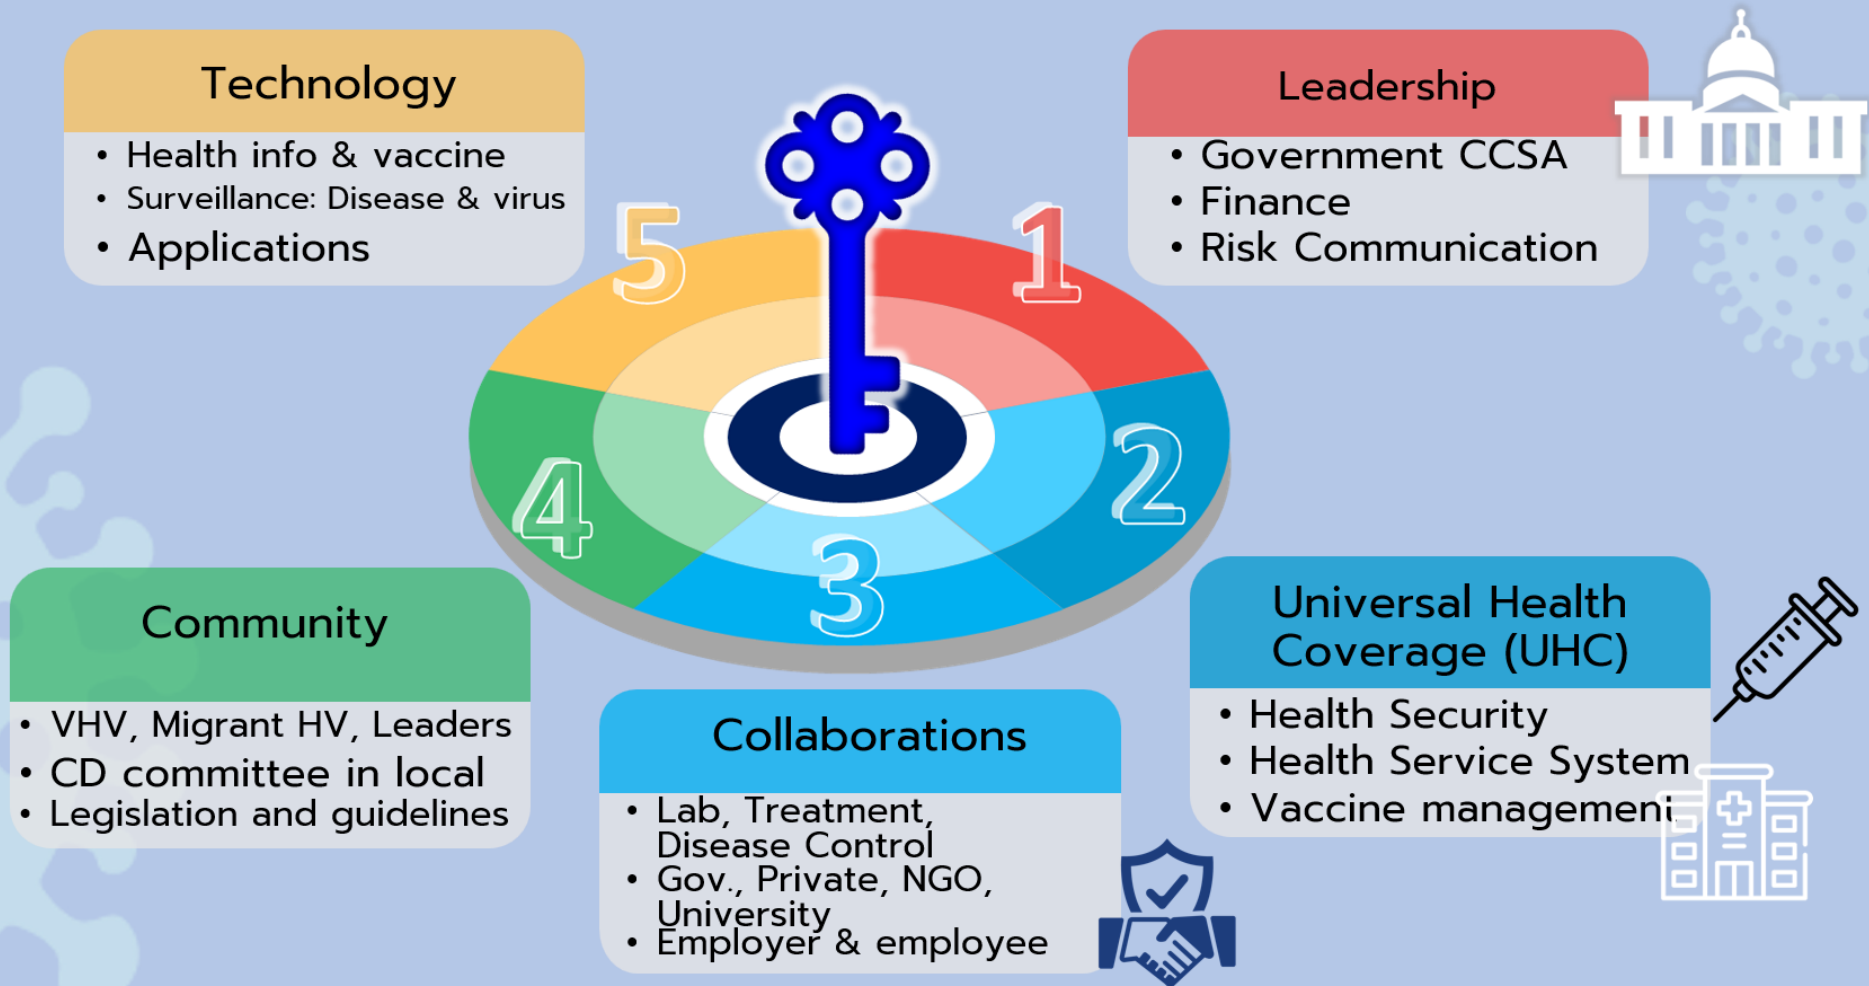 Technology
• Health info & vaccine
• Surveillance: Disease & virus
• Applications
Leadership
• Government CCSA
• Finance
• Risk Communication
5
1
4
2
3
Community
• VHV, Migrant HV, Leaders
• CD committee in local
• Legislation and guidelines
Collaborations
• Lab, Treatment,
Disease Control
• Gov., Private, NGO,
University
• Employer & employee
Universal Health
Coverage (UHC)
• Health Security
• Health Service System
• Vaccine management